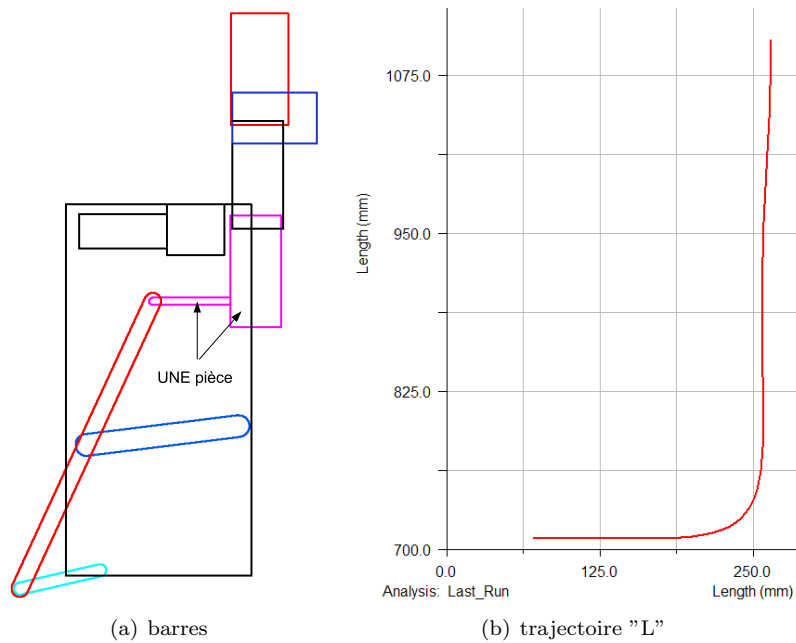 UNE pièce
(a) barres
1075.0
950.0
825.0
700.0
Length (mm)
0.0
125.0
250.0
Analysis: Last_Run
Length (mm)
(b) trajectoire ”L”